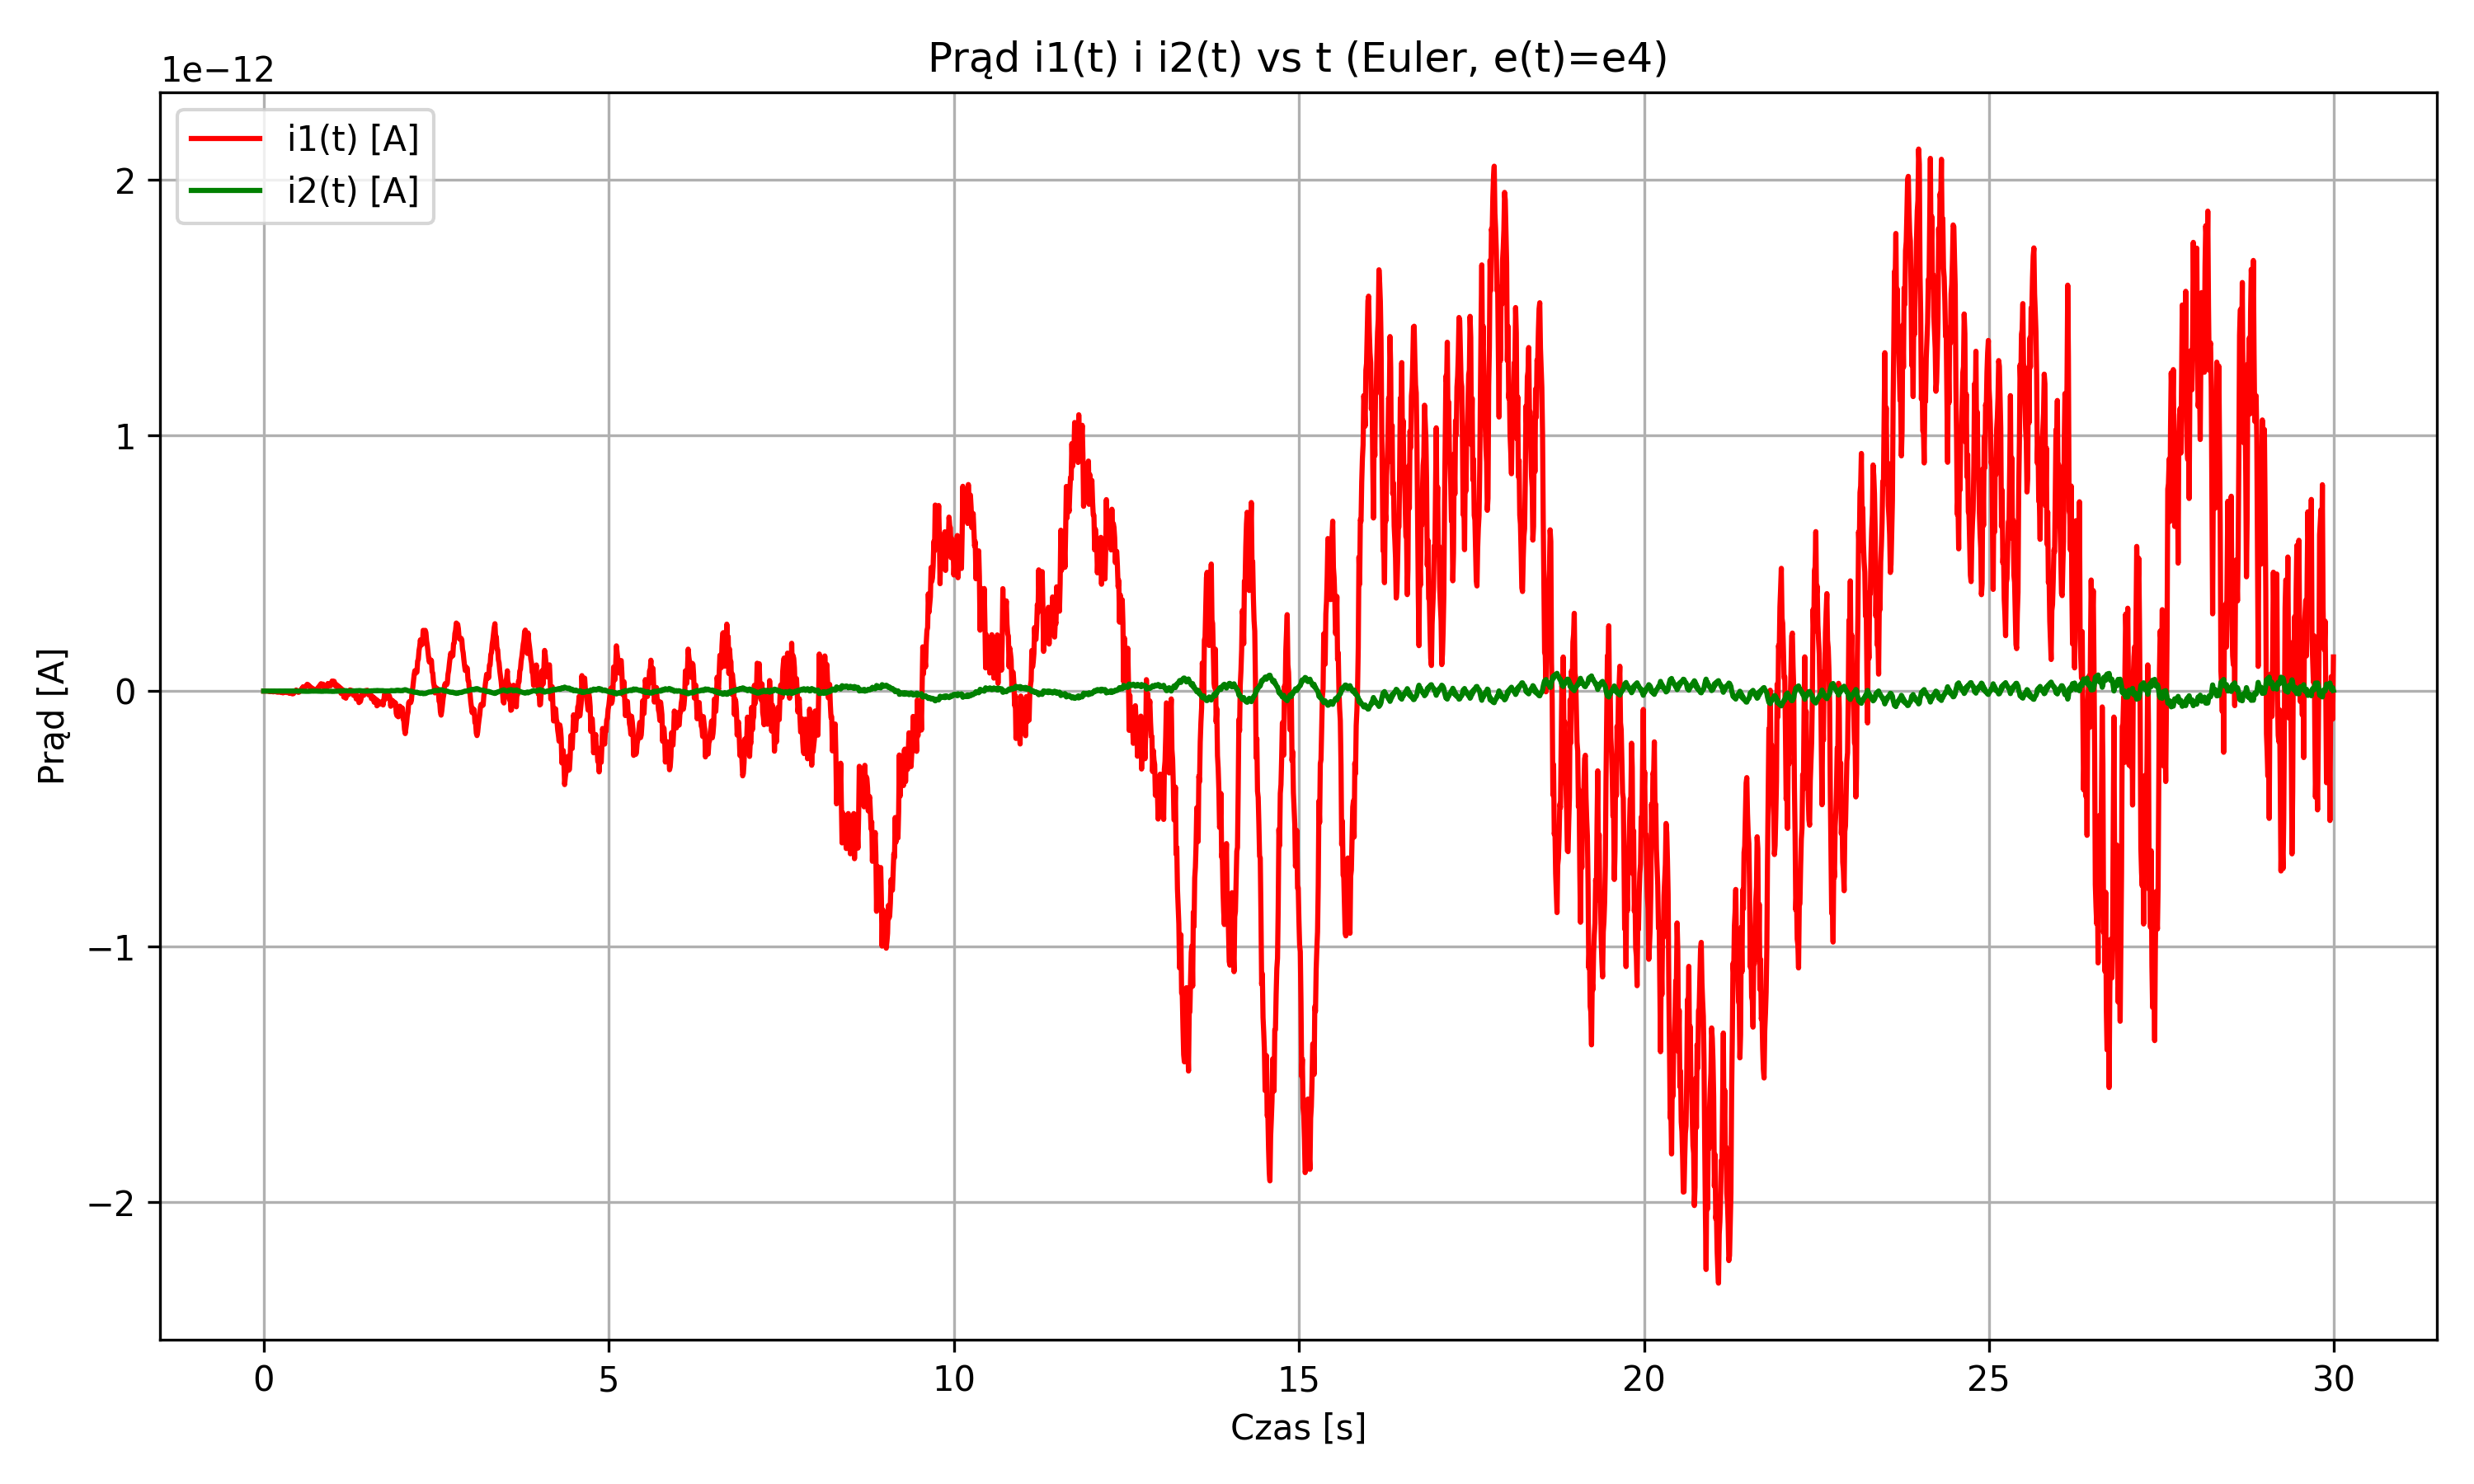 Prąd i1(t) i i2(t) vs t (Euler, e(t)=e4)
1e−12
i1(t) [A]
i2(t) [A]
2
1
0
−1
−2
Prąd [A]
0 5 10 15 20 25 30
Czas [s]